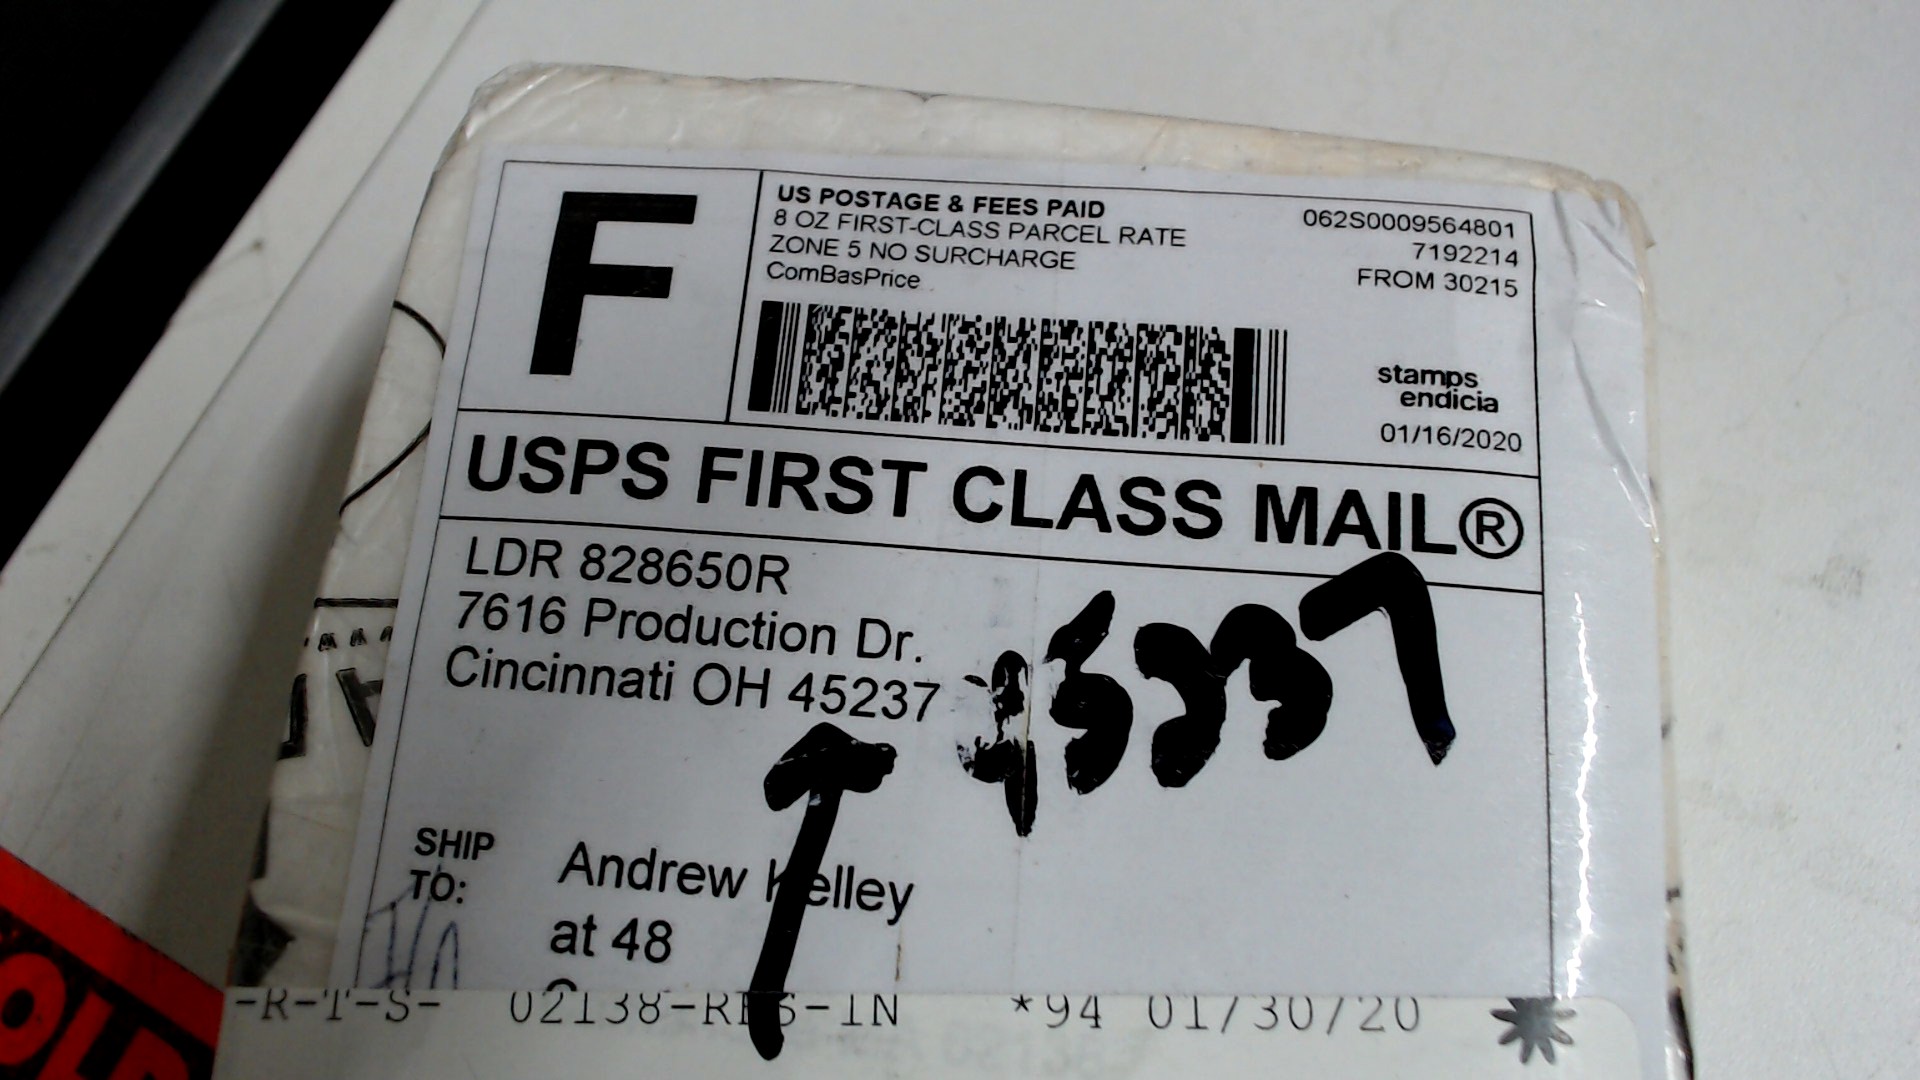 F
US POSTAGE & FEES PAID
8 OZ FIRST-CLASS PARCEL RATE
ZONE 5 NO SURCHARGE
ComBasPrice
062S0009564801
7192214
FROM 30215
stamps
endicia
01/16/2020
USPS FIRST CLASS MAIL®
LDR 828650R
7616 Production Dr.
Cincinnati OH 45237
45237
SHIP
TO:
Andrew Kelley
at 48
-R-T-S- 02138-RES-1N *94 01/30/20